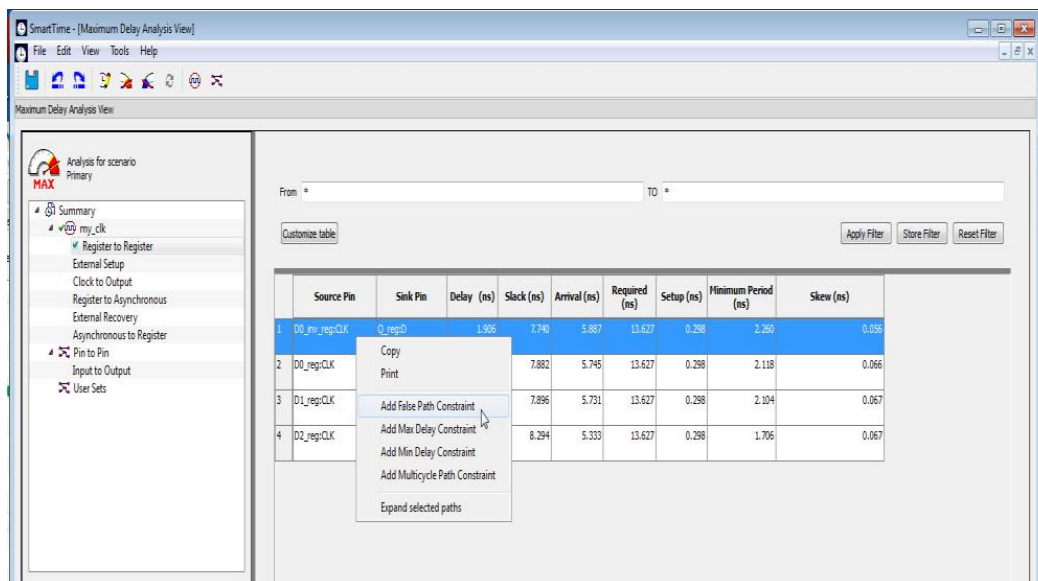 SmartTime - [Maximum Delay Analysis View]
File Edit View Tools Help
Maximum Delay Analysis View
Analysis for scenario
Primary
MAX
Summary
my_clk
Register to Register
External Setup
Clock to Output
Register to Asynchronous
External Recovery
Asynchronous to Register
Pin to Pin
Input to Output
User Sets
From * TO *
Customize table Apply Filter Store Filter Reset Filter
Source Pin Sink Pin Delay (ns) Slack (ns) Arrival (ns) Required (ns) Setup (ns) Minimum Period (ns) Skew (ns)
1 D0_inv_reg:CLK Q_reg:D 1.906 7.740 5.887 13.627 0.298 2.260 0.056
2 D0_reg:CLK 7.882 5.745 13.627 0.298 2.118 0.066
3 D1_reg:CLK 7.896 5.731 13.627 0.298 2.104 0.067
4 D2_reg:CLK 8.294 5.333 13.627 0.298 1.706 0.067
Copy
Print
Add False Path Constraint
Add Max Delay Constraint
Add Min Delay Constraint
Add Multicycle Path Constraint
Expand selected paths